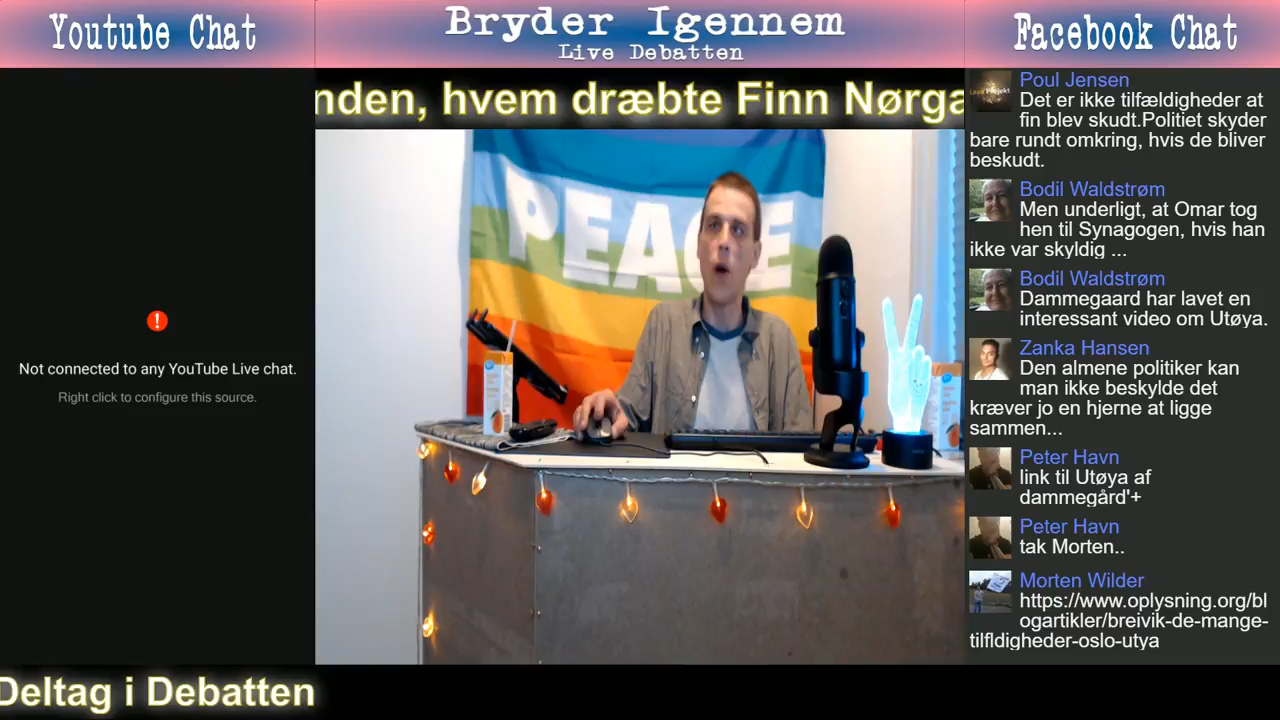 Youtube Chat
Bryder Igennem
Live Debatten
Facebook Chat
nden, hvem dræbte Finn Nørga
PEACE
Not connected to any YouTube Live chat.
Right click to configure this source.
Poul Jensen
Det er ikke tilfældigheder at
fin blev skudt.Politiet skyder
bare rundt omkring, hvis de bliver
beskudt.
Bodil Waldstrøm
Men underligt, at Omar tog
hen til Synagogen, hvis han
ikke var skyldig ...
Bodil Waldstrøm
Dammegaard har lavet en
interessant video om Utøya.
Zanka Hansen
Den almene politiker kan
man ikke beskylde det
kræver jo en hjerne at ligge
sammen...
Peter Havn
link til Utøya af
dammegård'+
Peter Havn
tak Morten..
Morten Wilder
https://www.oplysning.org/bl
ogartikler/breivik-de-mange-
tilfldigheder-oslo-utya
Deltag i Debatten